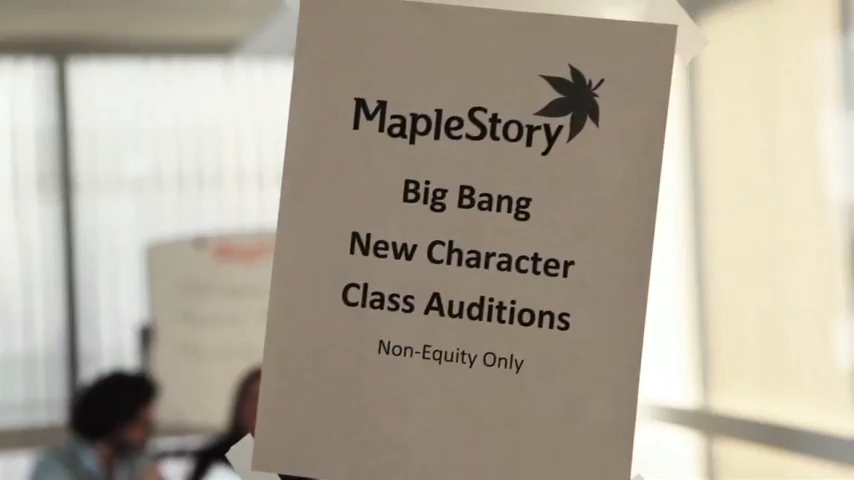 MapleStory
Big Bang
New Character
Class Auditions
Non-Equity Only